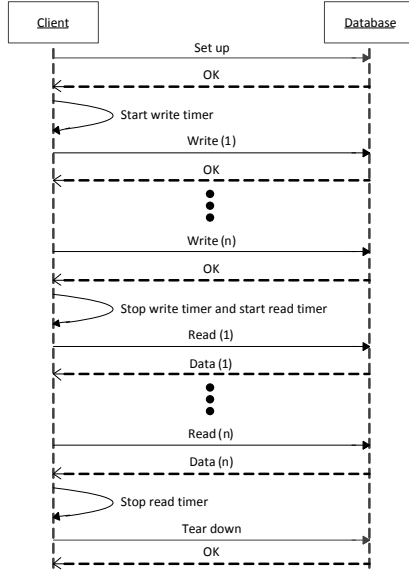 Client
Database
Set up
OK
Start write timer
Write (1)
OK
Write (n)
OK
Stop write timer and start read timer
Read (1)
Data (1)
Read (n)
Data (n)
Stop read timer
Tear down
OK